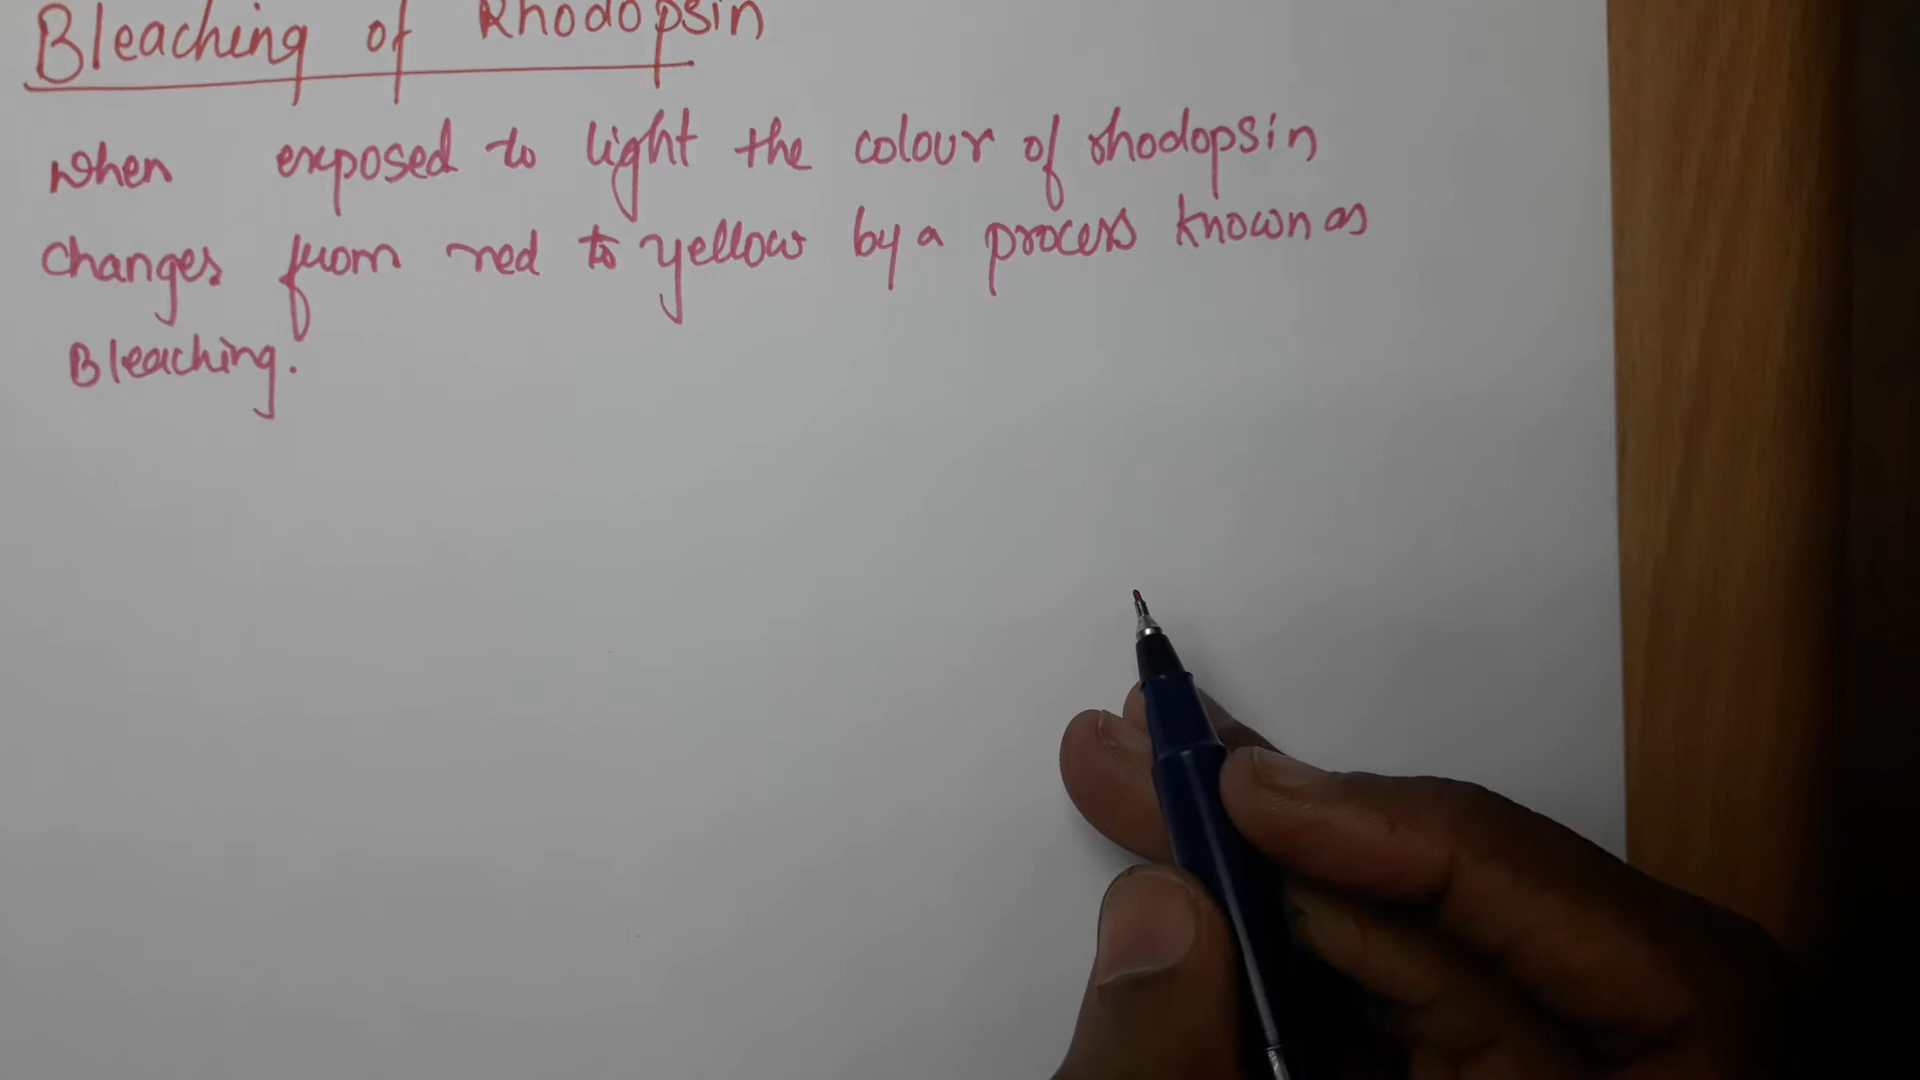 Bleaching of Rhodopsin
When exposed to light the colour of rhodopsin
changes from red to yellow by a process known as
Bleaching.